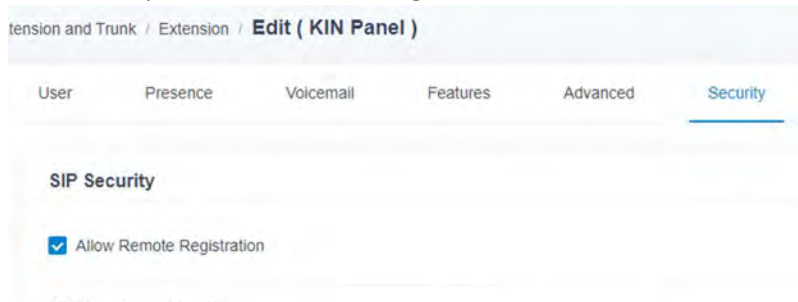 tension and Trunk / Extension / Edit ( KIN Panel )
User Presence Voicemail Features Advanced Security
SIP Security
Allow Remote Registration